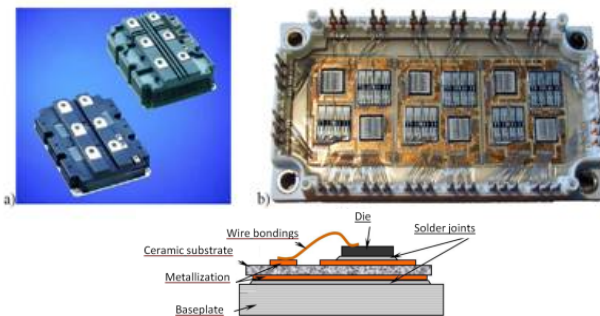 a)
b)
Die
Wire bondings
Solder joints
Ceramic substrate
Metallization
Baseplate